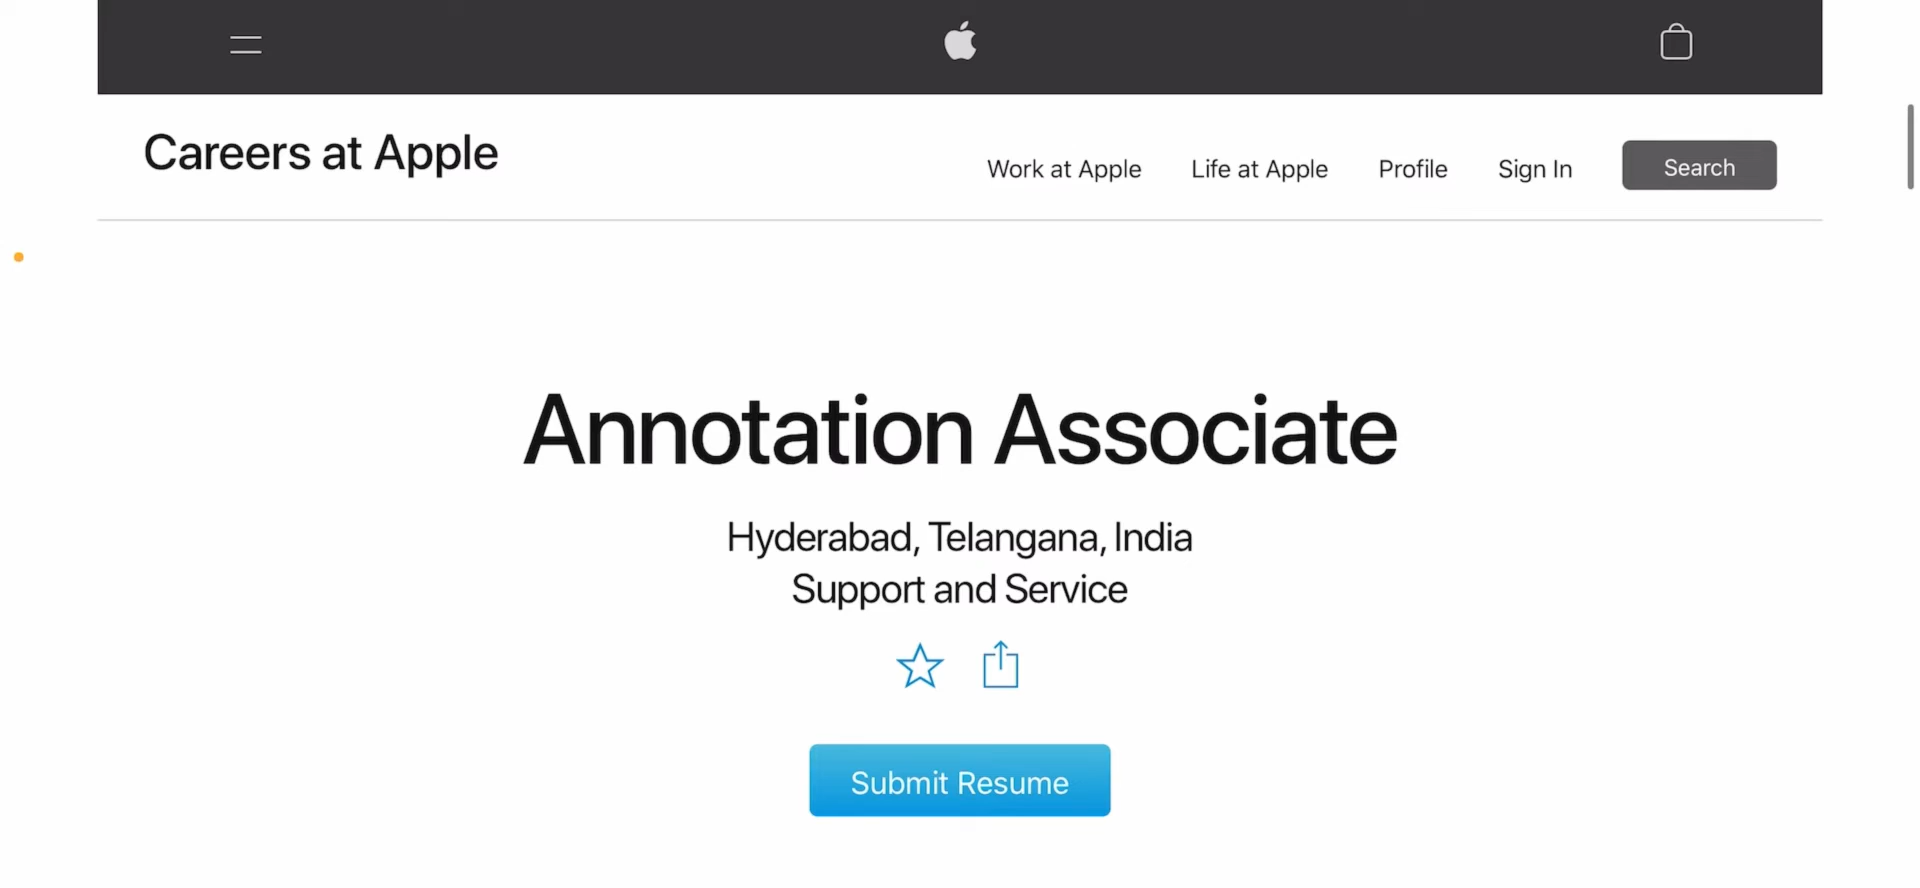 Careers at Apple
Work at Apple
Life at Apple
Profile
Sign In
Search
Annotation Associate
Hyderabad, Telangana, India
Support and Service
Submit Resume